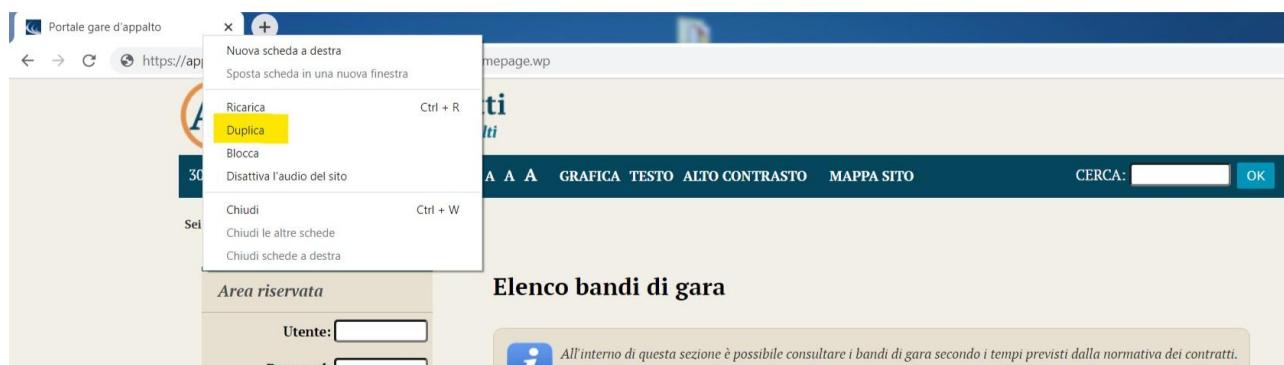 Portale gare d'appalto
https://app
mepage.wp
Nuova scheda a destra
Sposta scheda in una nuova finestra
Ricarica Ctrl + R
Duplica
Blocca
Disattiva l'audio del sito
Chiudi Ctrl + W
Chiudi le altre schede
Chiudi schede a destra
tti
lti
30
A A A GRAFICA TESTO ALTO CONTRASTO MAPPA SITO CERCA: OK
Sei
Area riservata
Utente:
Elenco bandi di gara
All'interno di questa sezione è possibile consultare i bandi di gara secondo i tempi previsti dalla normativa dei contratti.